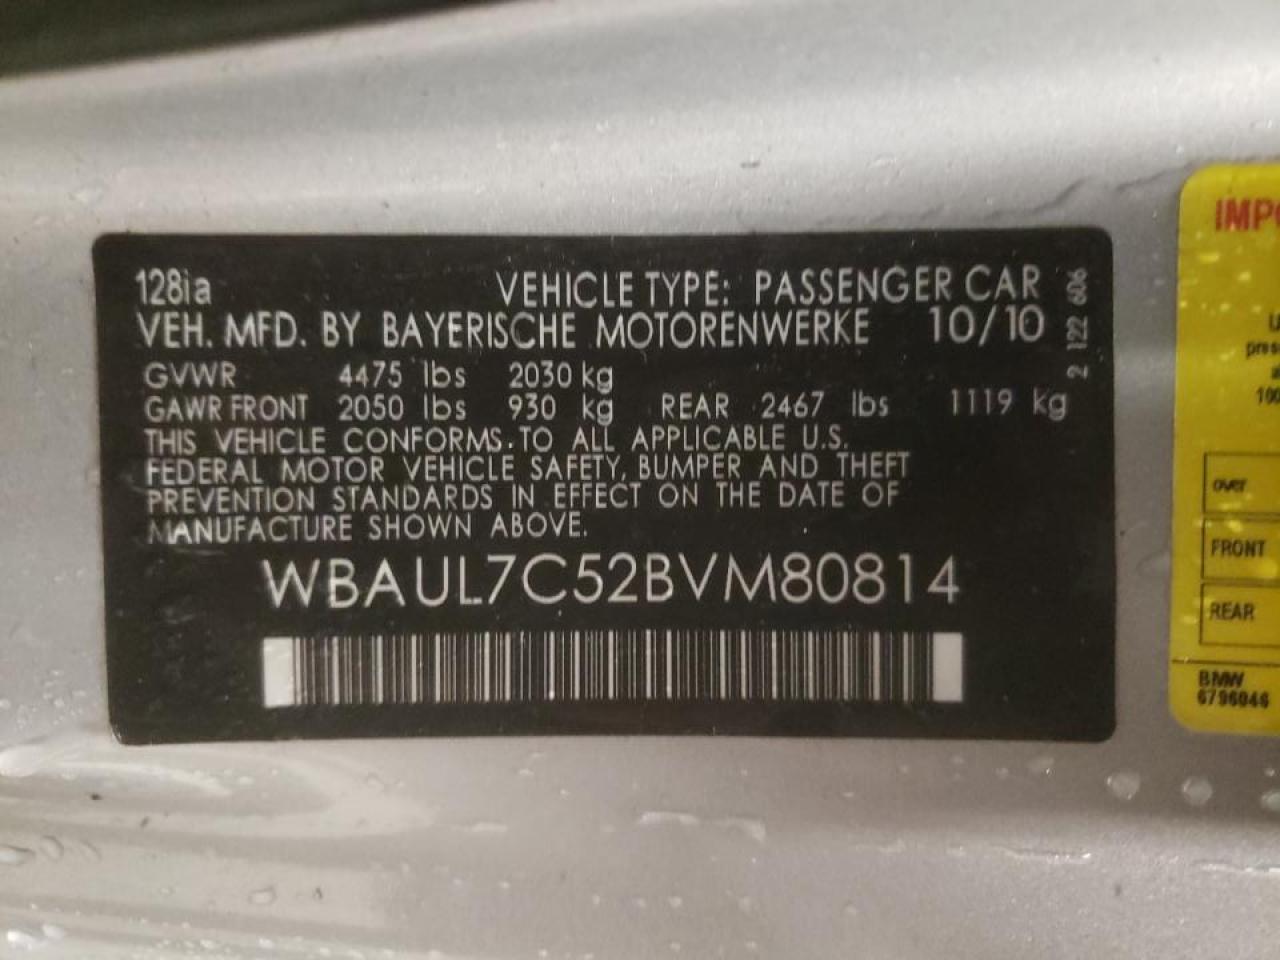 128ia VEHICLE TYPE: PASSENGER CAR
VEH. MFD. BY BAYERISCHE MOTORENWERKE 10/10
GVWR 4475 lbs 2030 kg
GAWR FRONT 2050 lbs 930 kg REAR 2467 lbs 1119 kg
THIS VEHICLE CONFORMS TO ALL APPLICABLE U.S.
FEDERAL MOTOR VEHICLE SAFETY, BUMPER AND THEFT
PREVENTION STANDARDS IN EFFECT ON THE DATE OF
MANUFACTURE SHOWN ABOVE.
WBAUL7C52BVM80814
2 122 606
over
FRONT
REAR
BMW
6796046